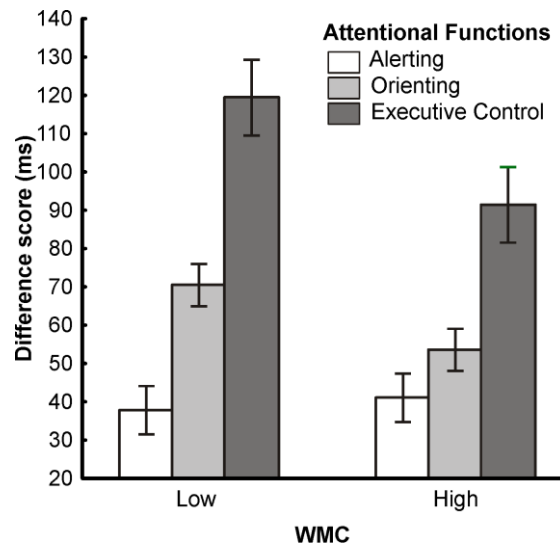 140
130
120
110
100
90
80
70
60
50
40
30
20
Difference score (ms)
Attentional Functions
Alerting
Orienting
Executive Control
Low High
WMC